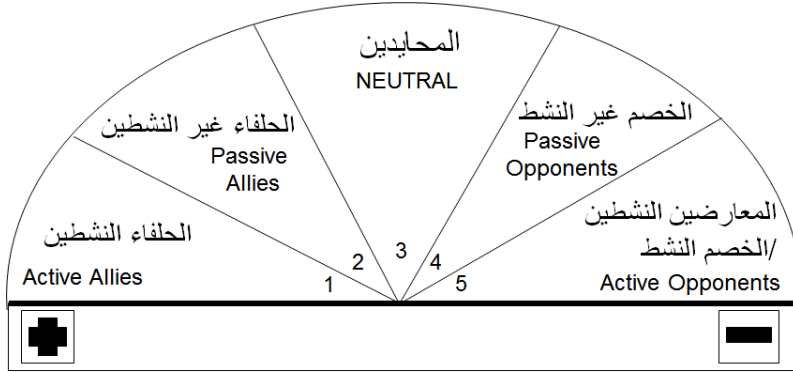 المحايدين
NEUTRAL
الحلفاء غير النشطين
Passive
Allies
الخصم غير النشط
Passive
Opponents
الحلفاء النشطين
Active Allies
المعارضين النشطين
/الخصم النشط
Active Opponents
1
2
3
4
5